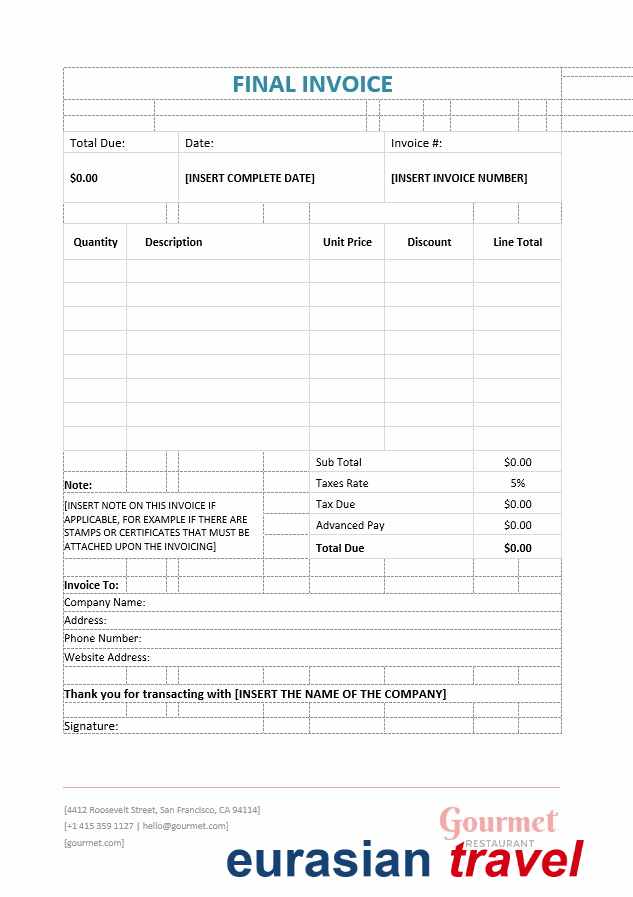 FINAL INVOICE
Total Due: Date: Invoice #:
$0.00 [INSERT COMPLETE DATE] [INSERT INVOICE NUMBER]
Quantity Description Unit Price Discount Line Total
Sub Total $0.00
Note: Taxes Rate 5%
[INSERT NOTE ON THIS INVOICE IF
APPLICABLE, FOR EXAMPLE IF THERE ARE
STAMPS OR CERTIFICATES THAT MUST BE
ATTACHED UPON THE INVOICING]
Tax Due $0.00
Advanced Pay $0.00
Total Due $0.00
Invoice To:
Company Name:
Address:
Phone Number:
Website Address:
Thank you for transacting with [INSERT THE NAME OF THE COMPANY]
Signature:
[4412 Roosevelt Street, San Francisco, CA 94114]
[+1 415 359 1127 | hello@gourmet.com]
[gourmet.com]
Gourmet
RESTAURANT
eurasian travel